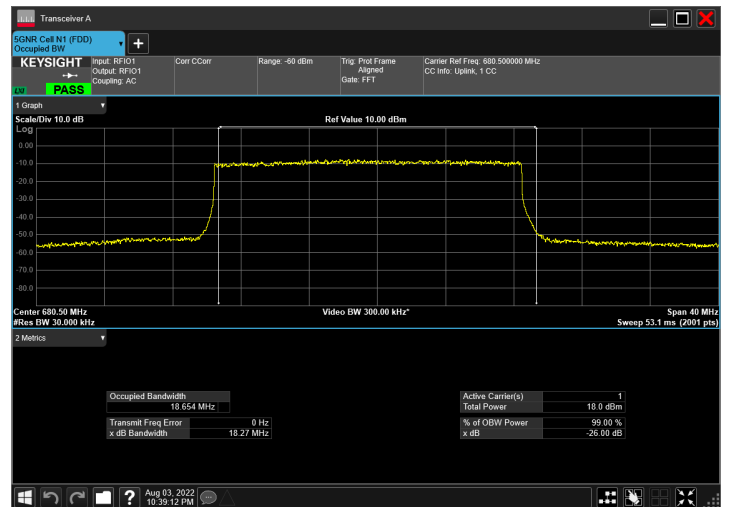 Transceiver A
5GNR Cell N1 (FDD)
Occupied BW
+
KEYSIGHT
LXI
PASS
Input: RFIO1
Output: RFIO1
Coupling: AC
Corr CCorr
Range: -60 dBm
Trig: Prot Frame
Aligned
Gate: FFT
Carrier Ref Freq: 680.500000 MHz
CC Info: Uplink, 1 CC
1 Graph
Scale/Div 10.0 dB
Ref Value 10.00 dBm
Log
0.00
-10.0
-20.0
-30.0
-40.0
-50.0
-60.0
-70.0
-80.0
Center 680.50 MHz
Video BW 300.00 kHz*
Span 40 MHz
#Res BW 30.000 kHz
Sweep 53.1 ms (2001 pts)
2 Metrics
Occupied Bandwidth
18.654 MHz
Transmit Freq Error 0 Hz
x dB Bandwidth 18.27 MHz
Active Carrier(s) 1
Total Power 18.0 dBm
% of OBW Power 99.00 %
x dB -26.00 dB
?
Aug 03, 2022
10:39:12 PM